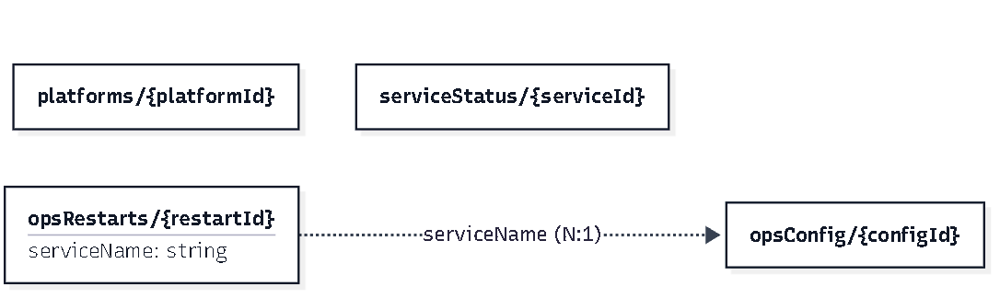 platforms/{platformId}
serviceStatus/{serviceId}
opsRestarts/{restartId}
serviceName: string
serviceName (N:1)
opsConfig/{configId}